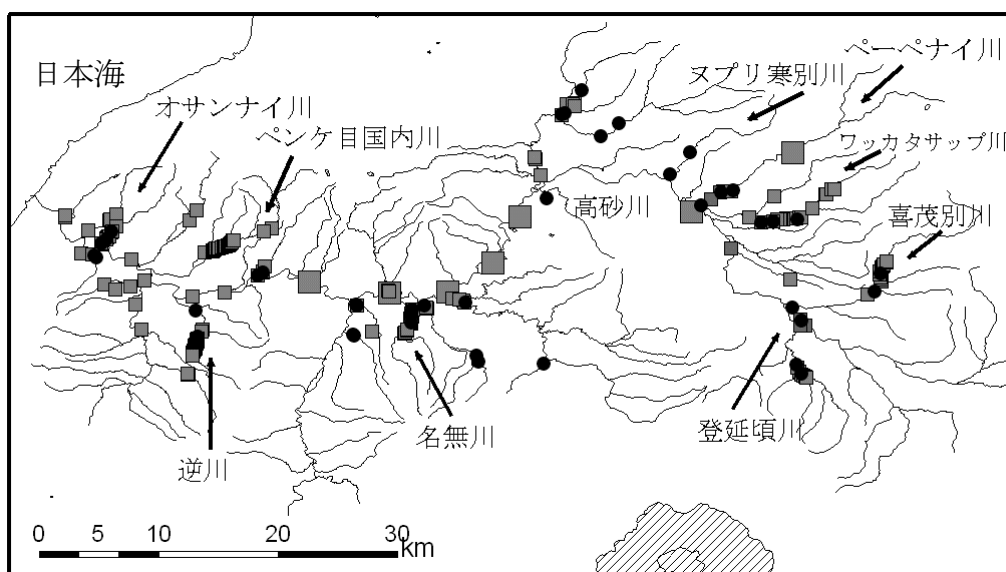 日本海
オサンナイ川
ペンケ目国内川
ペーペナイ川
ヌプリ寒別川
ワッカタサップ川
高砂川
喜茂別川
登延頃川
名無川
逆川
0 5 10 20 30
km